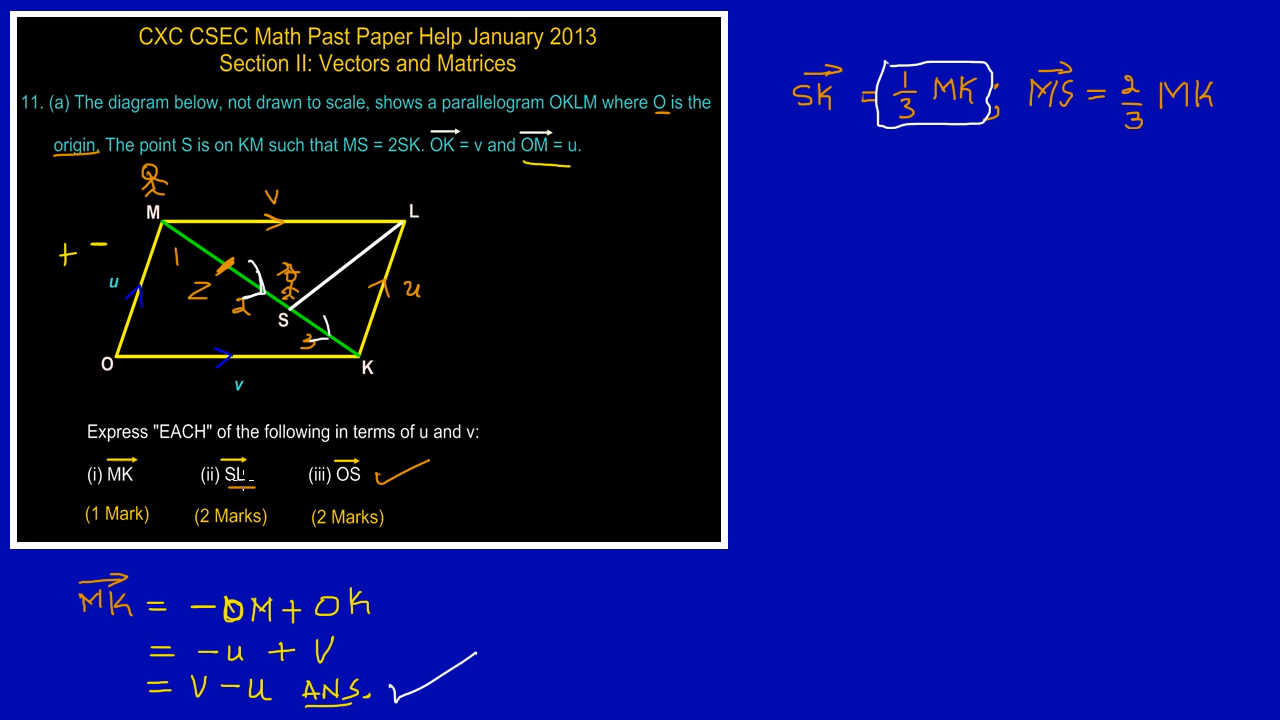 CXC CSEC Math Past Paper Help January 2013
Section II: Vectors and Matrices
11. (a) The diagram below, not drawn to scale, shows a parallelogram OKLM where O is the
origin. The point S is on KM such that MS = 2SK. OK = v and OM = u.
SK = 1/3 MK; MS = 2/3 MK
V
M
L
+ -
1
u
Z
2
u
S
3
O
K
v
Express "EACH" of the following in terms of u and v:
(i) MK (ii) SL (iii) OS
(1 Mark) (2 Marks) (2 Marks)
MK = -OM + OK
= -u + V
= V - u ANS.